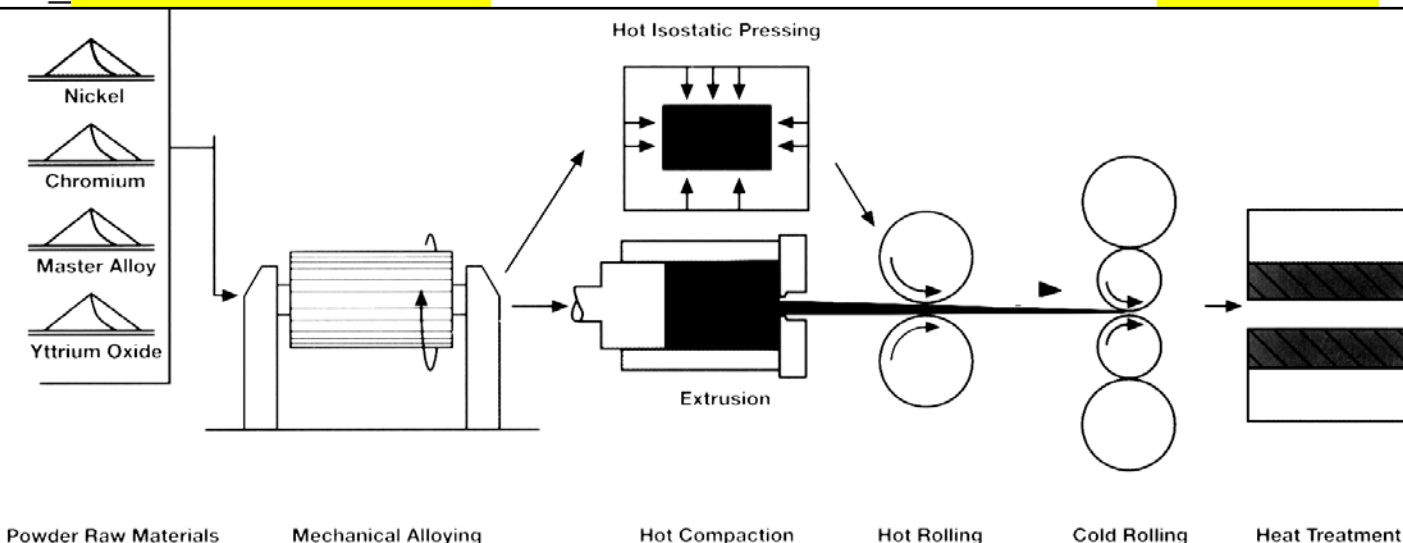 Hot Isostatic Pressing
Nickel
Chromium
Master Alloy
Yttrium Oxide
Extrusion
Powder Raw Materials
Mechanical Alloying
Hot Compaction
Hot Rolling
Cold Rolling
Heat Treatment